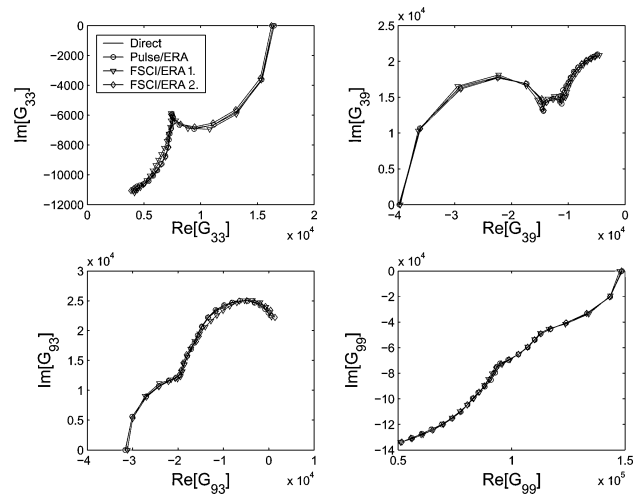 0
−2000
−4000
−6000
−8000
−10000
−12000
Im[G33]
Direct
Pulse/ERA
FSCI/ERA 1.
FSCI/ERA 2.
0 0.5 1 1.5 2
Re[G33]
x 10^4
x 10^4
2.5
2
1.5
1
0.5
0
Im[G39]
−4 −3 −2 −1 0
Re[G39]
x 10^4
x 10^4
3
2.5
2
1.5
1
0.5
0
Im[G93]
−4 −3 −2 −1 0 1
Re[G93]
x 10^4
x 10^4
0
−2
−4
−6
−8
−10
−12
−14
Im[G99]
0.5 1 1.5
Re[G99]
x 10^5